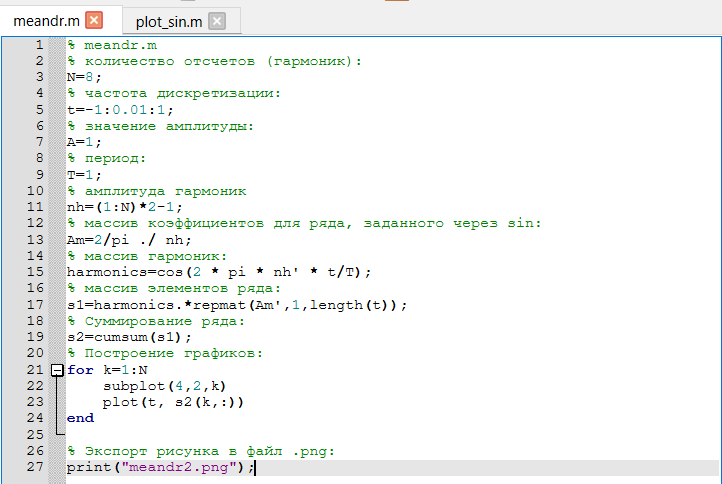 meandr.m plot_sin.m
1 % meandr.m
2 % количество отсчетов (гармоник):
3 N=8;
4 % частота дискретизации:
5 t=-1:0.01:1;
6 % значение амплитуды:
7 A=1;
8 % период:
9 T=1;
10 % амплитуда гармоник
11 nh=(1:N)*2-1;
12 % массив коэффициентов для ряда, заданного через sin:
13 Am=2/pi ./ nh;
14 % массив гармоник:
15 harmonics=cos(2 * pi * nh' * t/T);
16 % массив элементов ряда:
17 s1=harmonics.*repmat(Am',1,length(t));
18 % Суммирование ряда:
19 s2=cumsum(s1);
20 % Построение графиков:
21 for k=1:N
22 subplot(4,2,k)
23 plot(t, s2(k,:))
24 end
25
26 % Экспорт рисунка в файл .png:
27 print("meandr2.png");